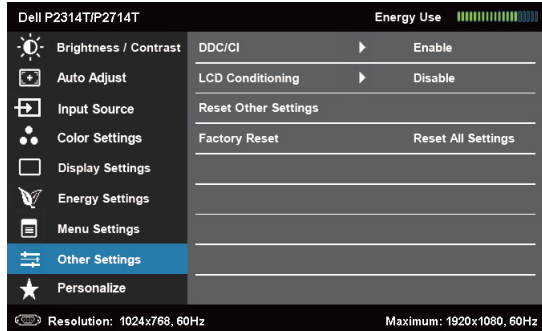 Dell P2314T/P2714T Energy Use
Brightness / Contrast DDC/CI Enable
Auto Adjust LCD Conditioning Disable
Input Source Reset Other Settings
Color Settings Factory Reset Reset All Settings
Display Settings
Energy Settings
Menu Settings
Other Settings
Personalize
Resolution: 1024x768, 60Hz Maximum: 1920x1080, 60Hz